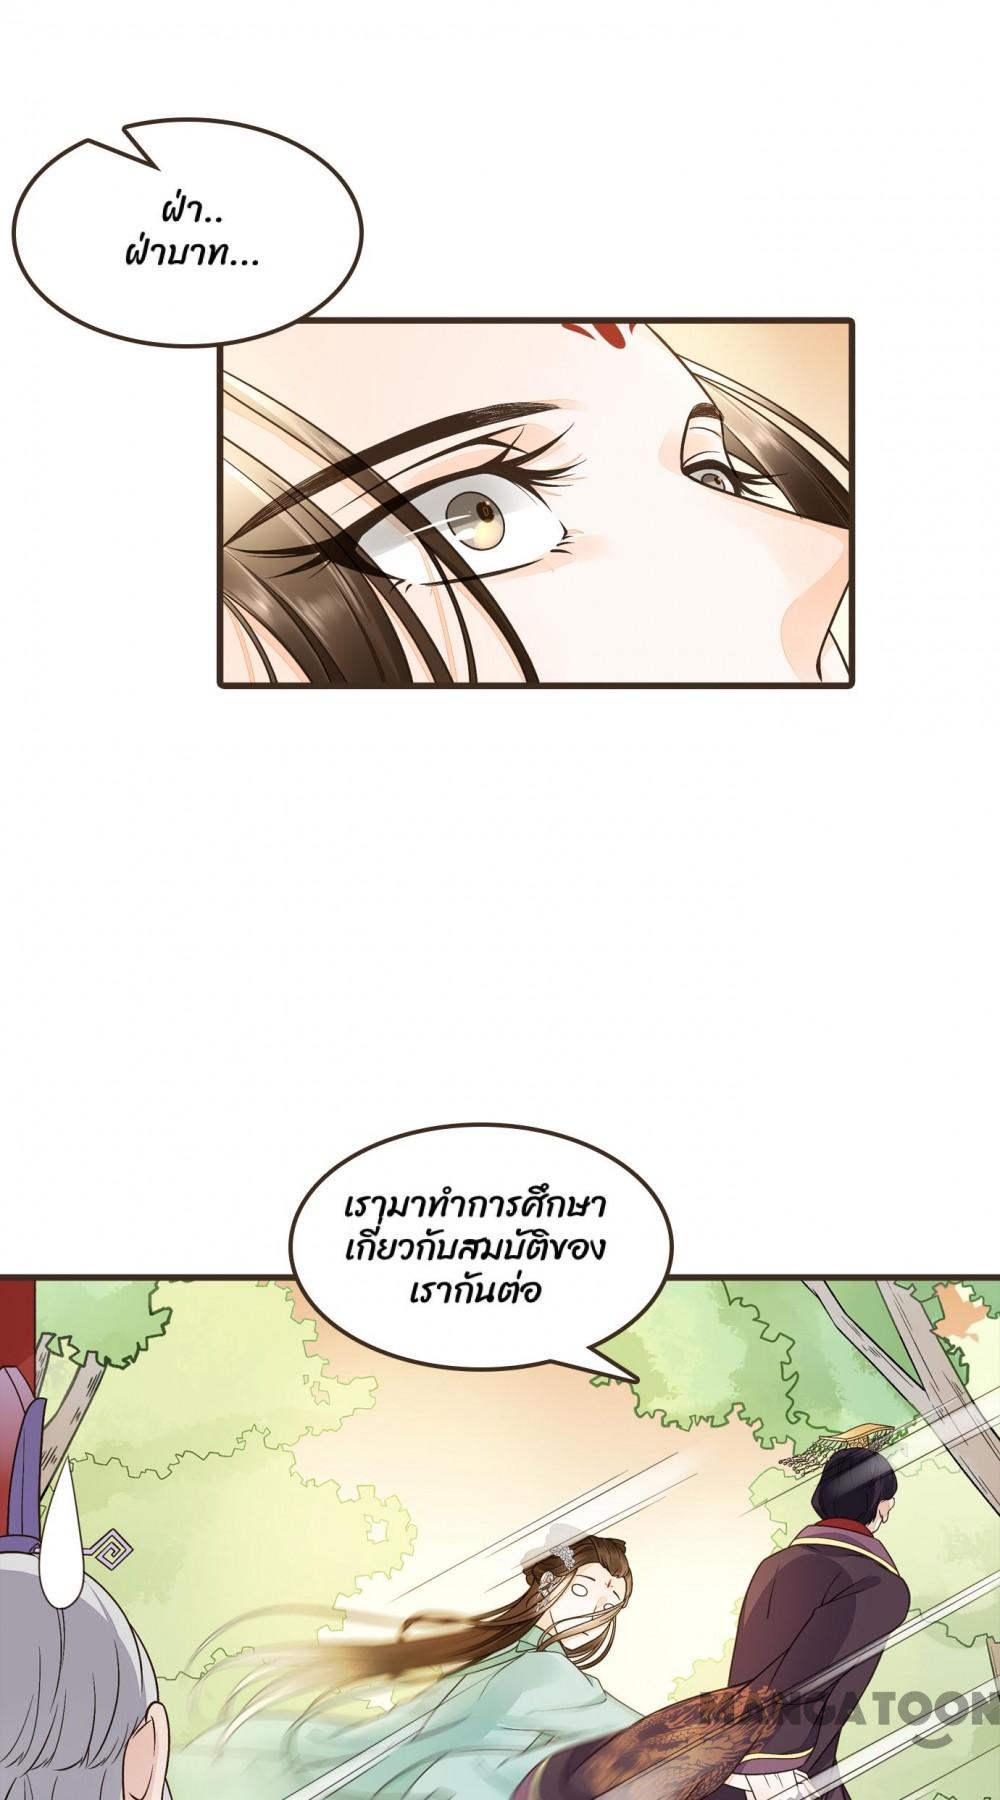 ฝ่า..
ฝ่าบาท...
เรามาทำการศึกษา
เกี่ยวกับสมบัติของ
เรากันต่อ
MANGATOON